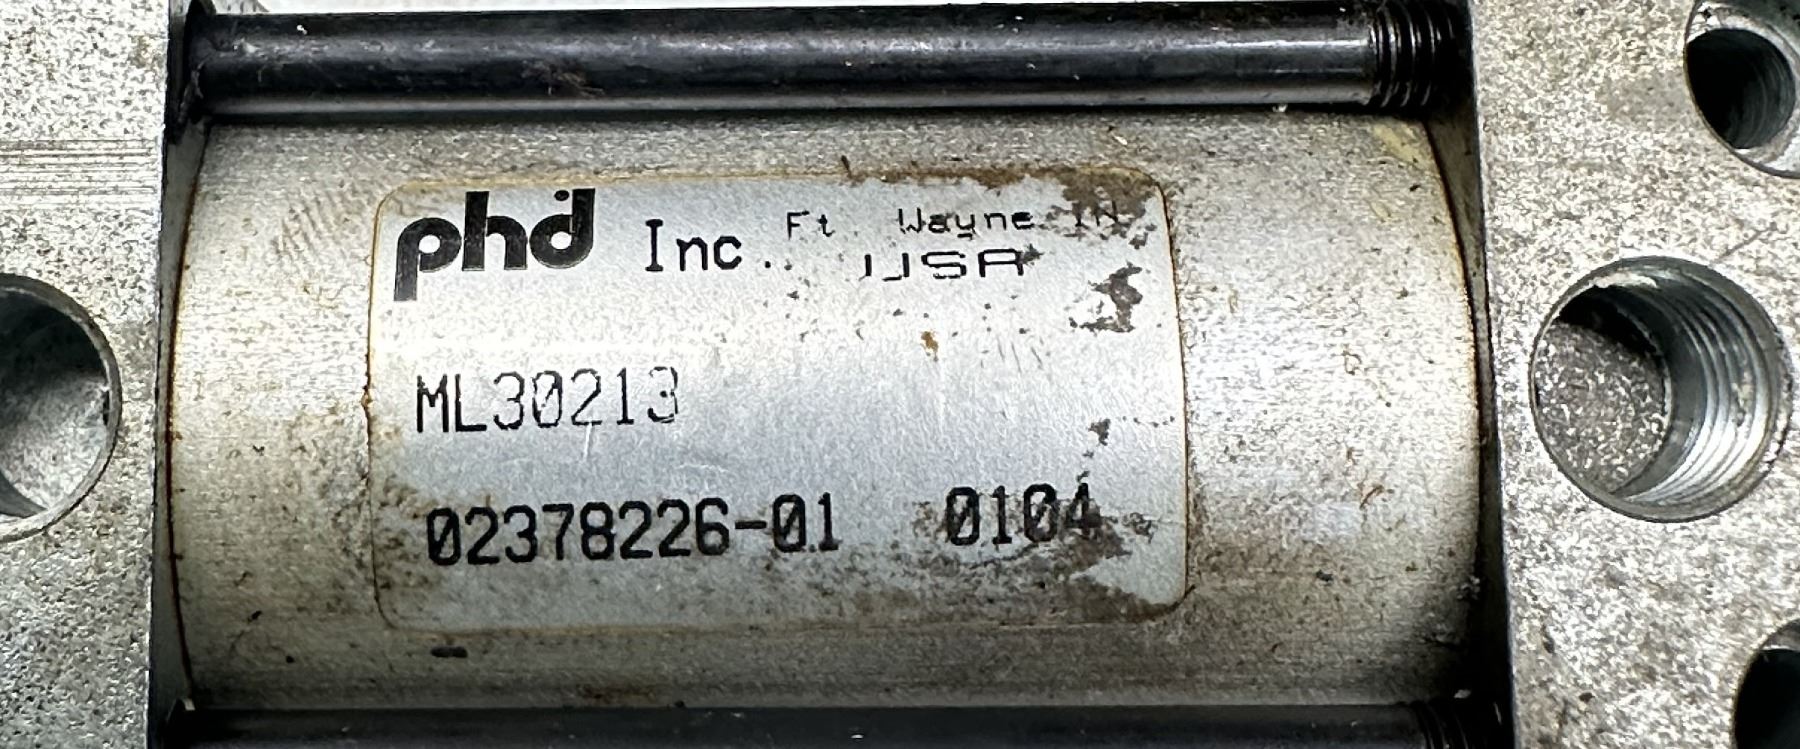 phd Inc. Ft. Wayne IN
USA
ML30213
02378226-01 0104